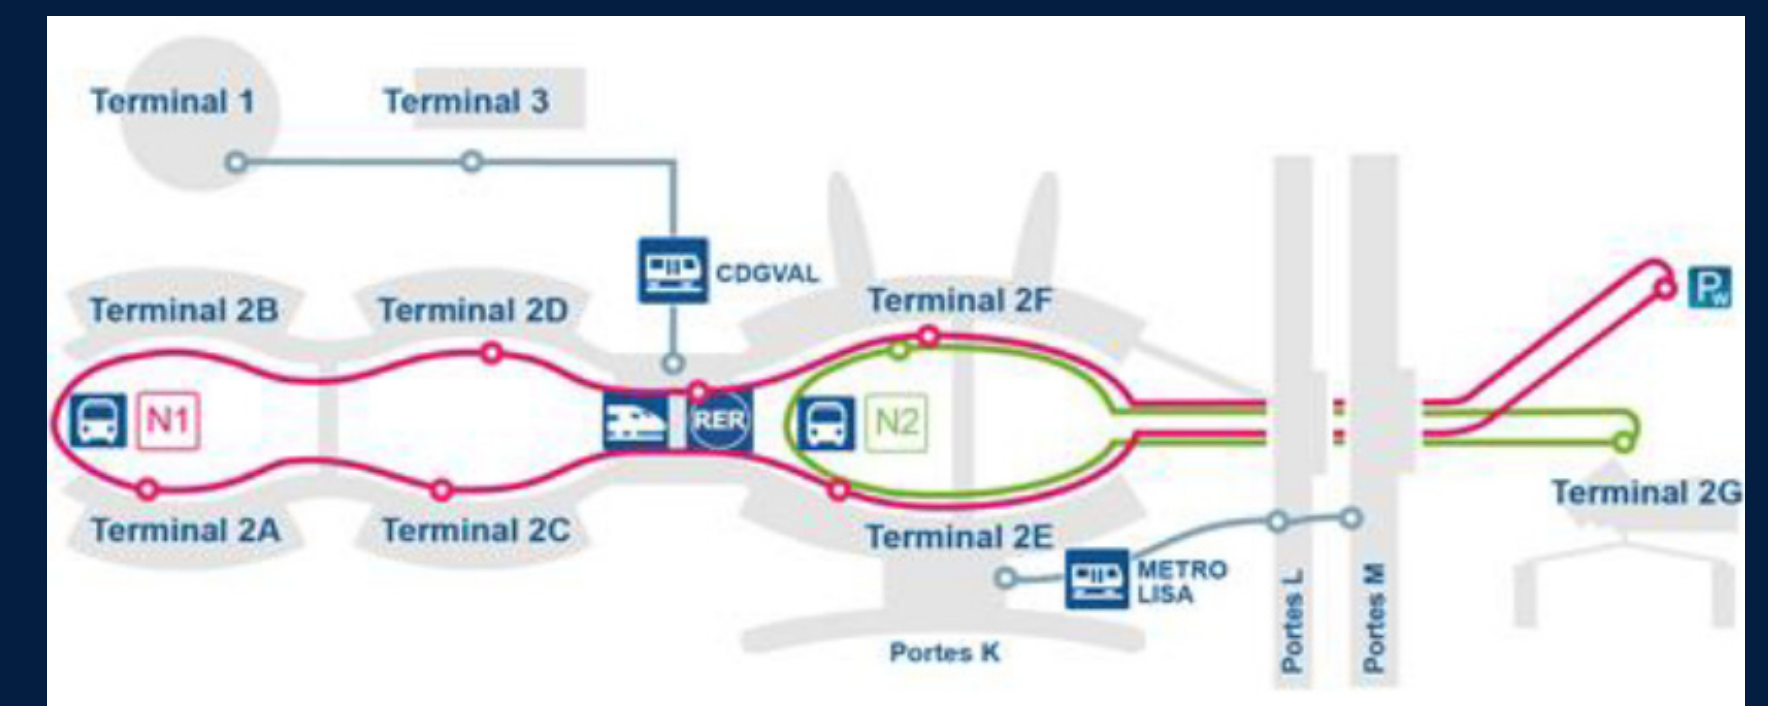 Terminal 1
Terminal 3
CDGVAL
Terminal 2B
Terminal 2D
Terminal 2F
Pw
N1
RER
N2
Terminal 2G
Terminal 2A
Terminal 2C
Terminal 2E
METRO
LISA
Portes K
Portes L
Portes M